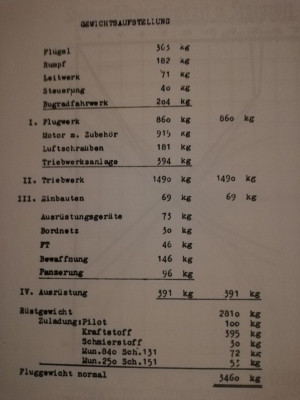 GEWICHTSAUFSTELLUNG
Flügel 363 kg
Rumpf 182 kg
Leitwerk 71 kg
Steuerung 40 kg
Bugradfahrwerk 204 kg
I. Flugwerk 860 kg 860 kg
Motor m. Zubehör 915 kg
Luftschrauben 181 kg
Triebwerksanlage 394 kg
II. Triebwerk 1490 kg 1490 kg
III. Einbauten 69 kg 69 kg
Ausrüstungsgeräte 73 kg
Bordnetz 30 kg
FT 46 kg
Bewaffnung 146 kg
Panzerung 96 kg
IV. Ausrüstung 391 kg 391 kg
Rüstgewicht 2810 kg
Zuladung:Pilot 100 kg
Kraftstoff 395 kg
Schmierstoff 30 kg
Mun.840 Sch.131 72 kg
Mun.250 Sch.151 53 kg
Fluggewicht normal 3460 kg